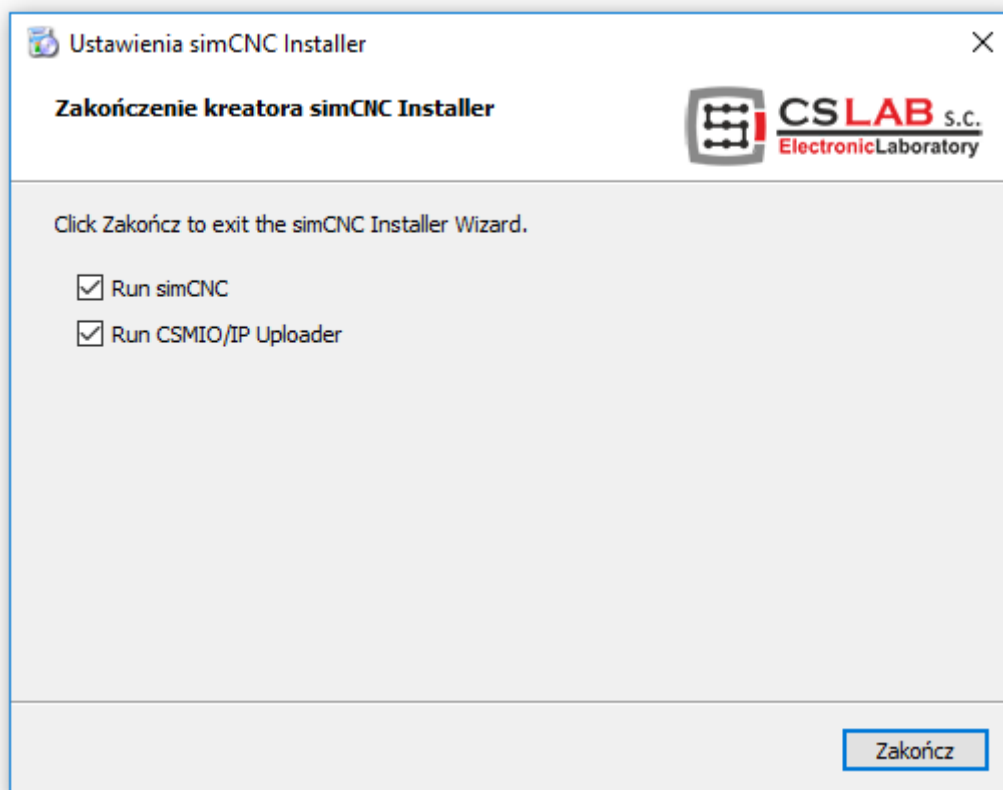 Ustawienia simCNC Installer
Zakończenie kreatora simCNC Installer
CSLAB s.c.
ElectronicLaboratory
Click Zakończ to exit the simCNC Installer Wizard.
Run simCNC
Run CSMIO/IP Uploader
Zakończ